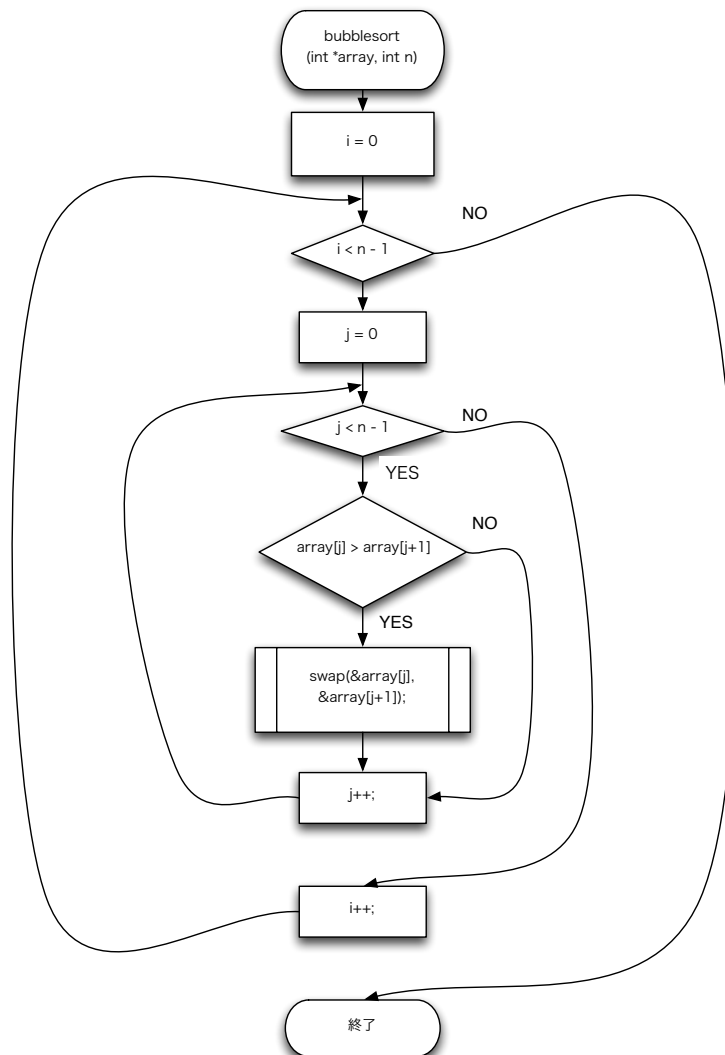 bubblesort
(int *array, int n)
i = 0
NO
i < n - 1
j = 0
j < n - 1
NO
YES
NO
array[j] > array[j+1]
YES
swap(&array[j],
&array[j+1]);
j++;
i++;
終了